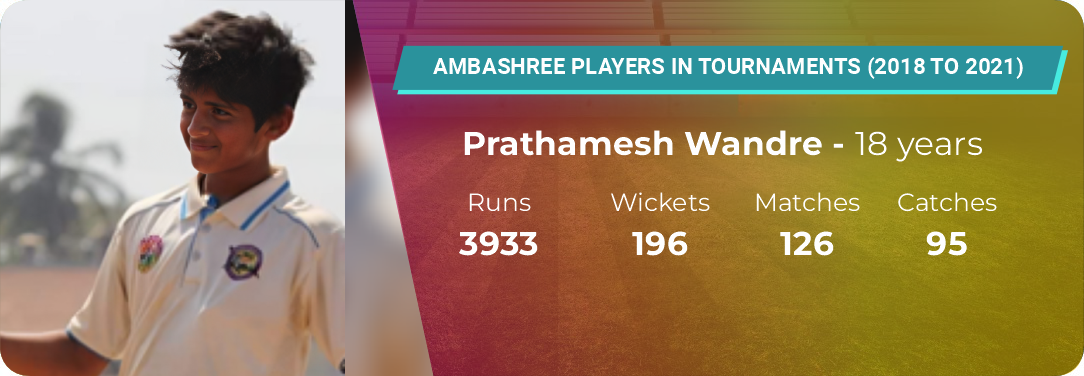 AMBASHREE PLAYERS IN TOURNAMENTS (2018 TO 2021)
Prathamesh Wandre - 18 years
Runs Wickets Matches Catches
3933 196 126 95